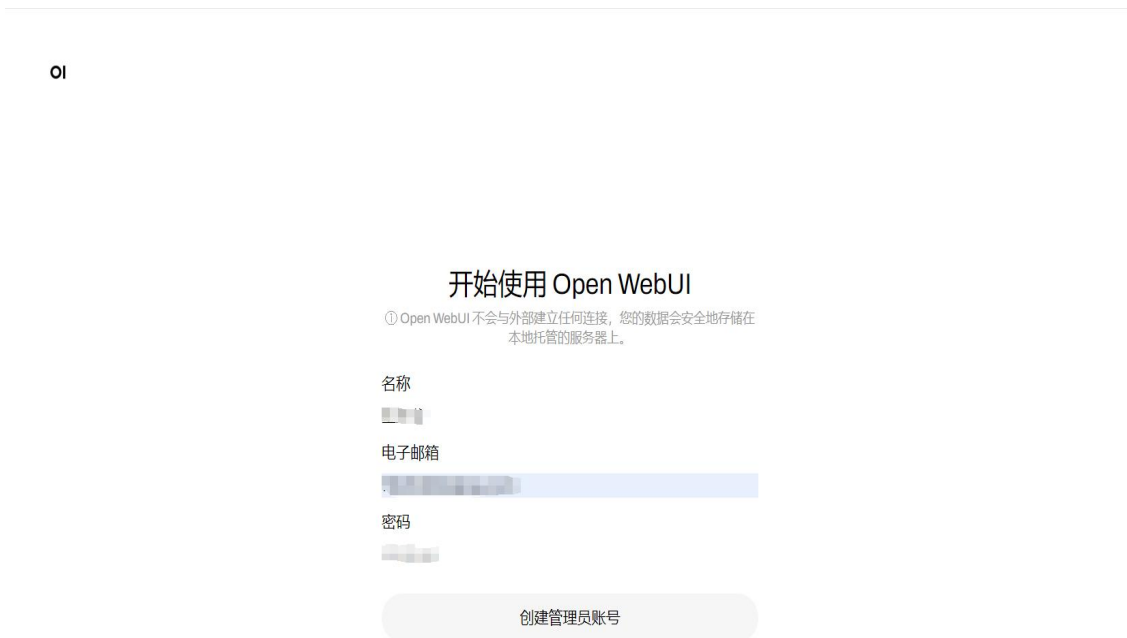 OI
开始使用 Open WebUI
ⓘ Open WebUI 不会与外部建立任何连接，您的数据会安全地存储在
本地托管的服务器上。
名称
电子邮箱
密码
创建管理员账号